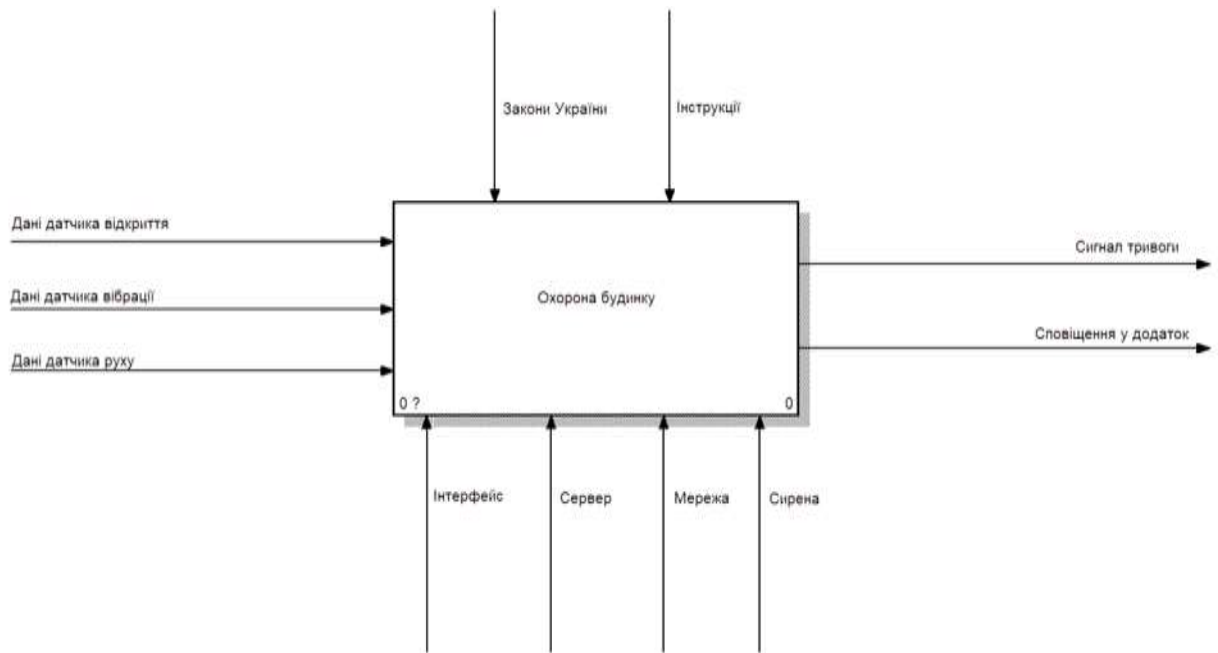 Закони України
Інструкції
Дані датчика відкриття
Сигнал тривоги
Дані датчика вібрації
Охорона будинку
Сповіщення у додаток
Дані датчика руху
0 ?
0
Інтерфейс
Сервер
Мережа
Сирена